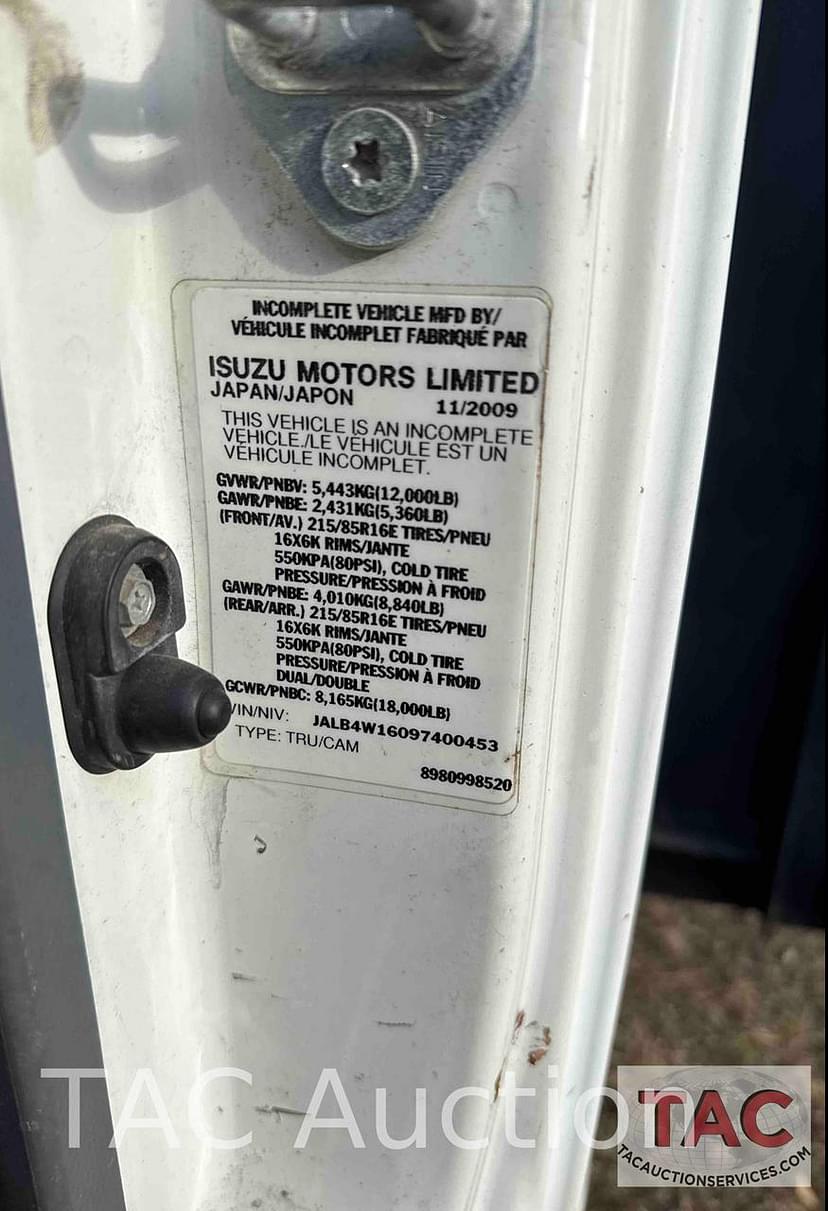 INCOMPLETE VEHICLE MFD BY/
VÉHICULE INCOMPLET FABRIQUÉ PAR
ISUZU MOTORS LIMITED
JAPAN/JAPON 11/2009
THIS VEHICLE IS AN INCOMPLETE
VEHICLE./LE VÉHICULE EST UN
VÉHICULE INCOMPLET.
GVWR/PNBV: 5,443KG(12,000LB)
GAWR/PNBE: 2,431KG(5,360LB)
(FRONT/AV.) 215/85R16E TIRES/PNEU
16X6K RIMS/JANTE
550KPA(80PSI), COLD TIRE
PRESSURE/PRESSION À FROID
GAWR/PNBE: 4,010KG(8,840LB)
(REAR/ARR.) 215/85R16E TIRES/PNEU
16X6K RIMS/JANTE
550KPA(80PSI), COLD TIRE
PRESSURE/PRESSION À FROID
DUAL/DOUBLE
GCWR/PNBC: 8,165KG(18,000LB)
VIN/NIV: JALB4W16097400453
TYPE: TRU/CAM
8980998520
TAC Auction
TAC
TACAUCTIONSERVICES.COM